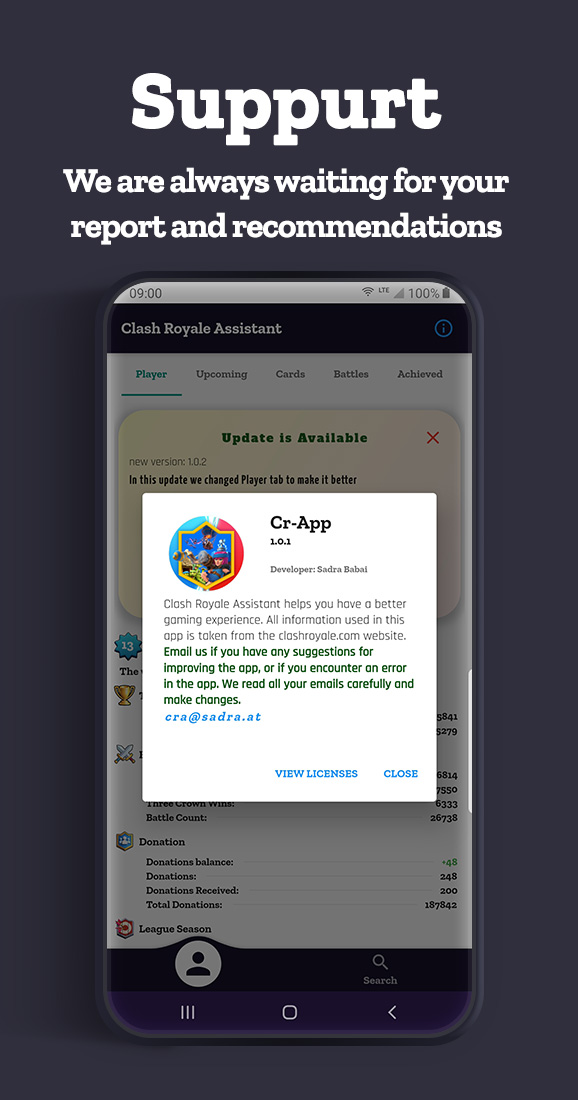 Suppurt
We are always waiting for your
report and recommendations
09:00
LTE 100%
Clash Royale Assistant
Player Upcoming Cards Battles Achieved
Update is Available
new version: 1.0.2
In this update we changed Player tab to make it better
Cr-App
1.0.1
Developer: Sadra Babai
Clash Royale Assistant helps you have a better
gaming experience. All information used in this
app is taken from the clashroyale.com website.
Email us if you have any suggestions for
improving the app, or if you encounter an error
in the app. We read all your emails carefully and
make changes.
cra@sadra.at
VIEW LICENSES CLOSE
13
The
5841
5279
6814
7550
Three Crown Wins: 6333
Battle Count: 26738
Donation
Donations balance: +48
Donations: 248
Donations Received: 200
Total Donations: 187842
League Season
Search